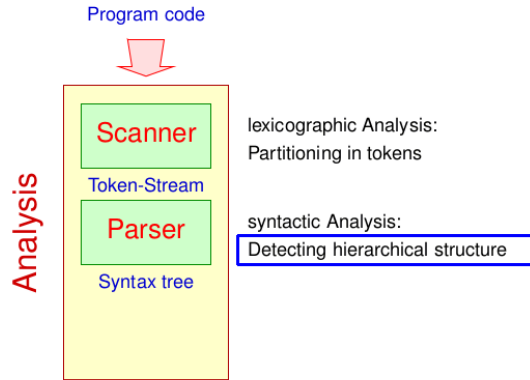 Program code
Scanner
lexicographic Analysis:
Partitioning in tokens
Token-Stream
Parser
syntactic Analysis:
Detecting hierarchical structure
Syntax tree
Analysis